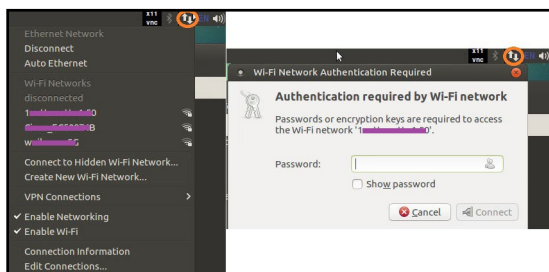 x11
vnc
EN
Ethernet Network
Disconnect
Auto Ethernet
Wi-Fi Networks
disconnected
Connect to Hidden Wi-Fi Network...
Create New Wi-Fi Network...
VPN Connections
Enable Networking
Enable Wi-Fi
Connection Information
Edit Connections...
x11
vnc
EN
Wi-Fi Network Authentication Required
Authentication required by Wi-Fi network
Passwords or encryption keys are required to access
the Wi-Fi network
Password:
Show password
Cancel
Connect